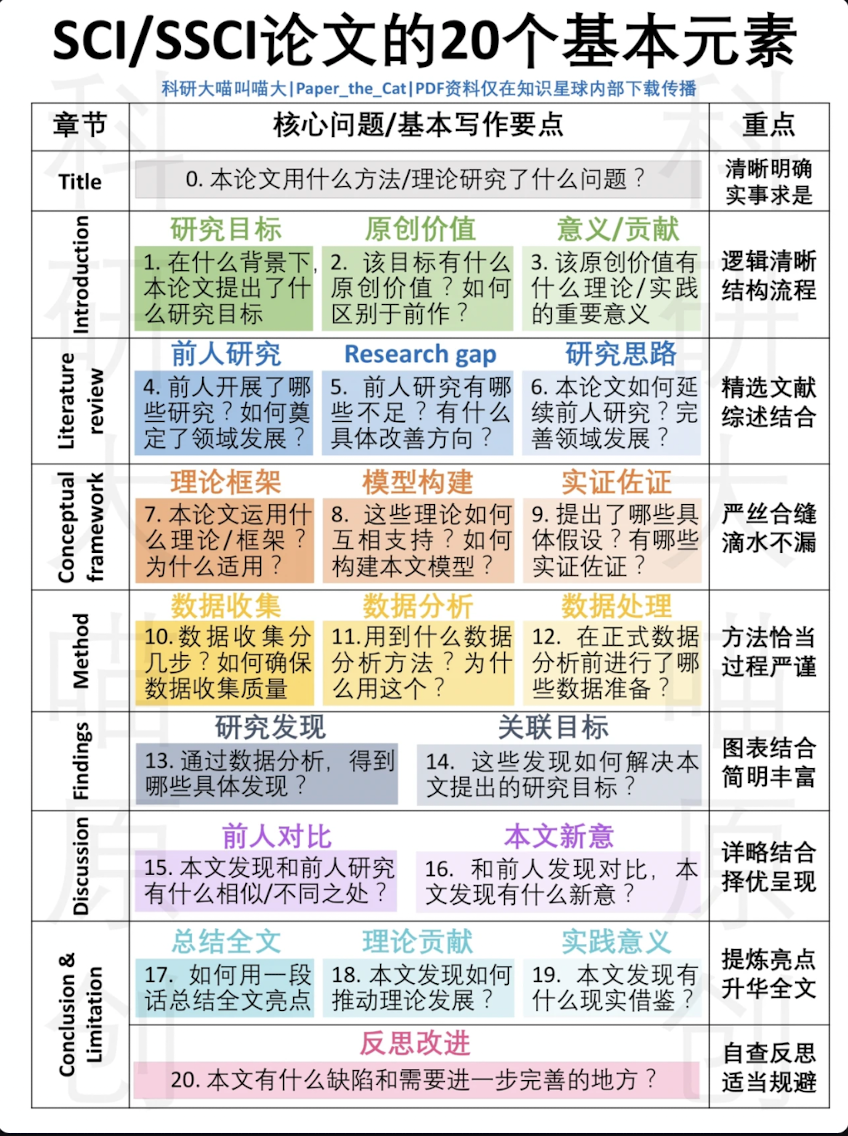 SCI/SSCI论文的20个基本元素
科研大喵叫喵大|Paper_the_Cat|PDF资料仅在知识星球内部下载传播
章节
核心问题/基本写作要点
重点
Title
0. 本论文用什么方法/理论研究了什么问题？
清晰明确
实事求是
Introduction
研究目标
1. 在什么背景下,
本论文提出了什
么研究目标
原创价值
2. 该目标有什么
原创价值？如何
区别于前作？
意义/贡献
3. 该原创价值有
什么理论/实践
的重要意义
逻辑清晰
结构流程
Literature
review
前人研究
4. 前人开展了哪
些研究？如何奠
定了领域发展？
Research gap
5. 前人研究有哪
些不足？有什么
具体改善方向？
研究思路
6. 本论文如何延
续前人研究？完
善领域发展？
精选文献
综述结合
Conceptual
framework
理论框架
7. 本论文运用什
么理论/框架？
为什么适用？
模型构建
8. 这些理论如何
互相支持？如何
构建本文模型？
实证佐证
9. 提出了哪些具
体假设？有哪些
实证佐证？
严丝合缝
滴水不漏
Method
数据收集
10. 数据收集分
几步？如何确保
数据收集质量
数据分析
11.用到什么数据
分析方法？为什
么用这个？
数据处理
12. 在正式数据
分析前进行了哪
些数据准备？
方法恰当
过程严谨
Findings
研究发现
13. 通过数据分析，得到
哪些具体发现？
关联目标
14. 这些发现如何解决本
文提出的研究目标？
图表结合
简明丰富
Discussion
前人对比
15. 本文发现和前人研究
有什么相似/不同之处？
本文新意
16. 和前人发现对比，本
文发现有什么新意？
详略结合
择优呈现
Conclusion &
Limitation
总结全文
17. 如何用一段
话总结全文亮点
理论贡献
18. 本文发现如何
推动理论发展？
实践意义
19. 本文发现有
什么现实借鉴？
提炼亮点
升华全文
反思改进
20. 本文有什么缺陷和需要进一步完善的地方？
自查反思
适当规避
科研大喵原创
科研大喵原创